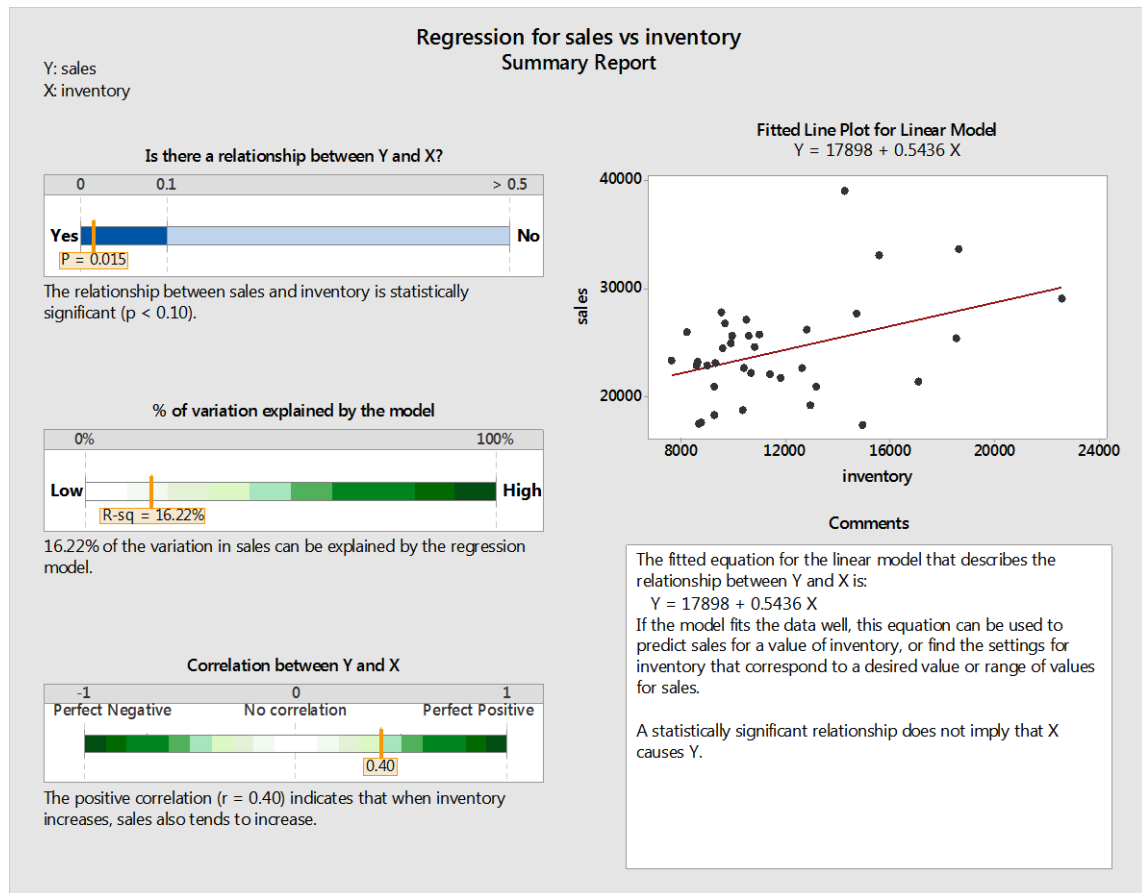 Regression for sales vs inventory
Summary Report
Y: sales
X: inventory
Is there a relationship between Y and X?
0 0.1 > 0.5
Yes No
P = 0.015
The relationship between sales and inventory is statistically
significant (p < 0.10).
% of variation explained by the model
0% 100%
Low High
R-sq = 16.22%
16.22% of the variation in sales can be explained by the regression
model.
Correlation between Y and X
-1 0 1
Perfect Negative No correlation Perfect Positive
0.40
The positive correlation (r = 0.40) indicates that when inventory
increases, sales also tends to increase.
Fitted Line Plot for Linear Model
Y = 17898 + 0.5436 X
40000
30000
20000
sales
8000 12000 16000 20000 24000
inventory
Comments
The fitted equation for the linear model that describes the
relationship between Y and X is:
Y = 17898 + 0.5436 X
If the model fits the data well, this equation can be used to
predict sales for a value of inventory, or find the settings for
inventory that correspond to a desired value or range of values
for sales.
A statistically significant relationship does not imply that X
causes Y.